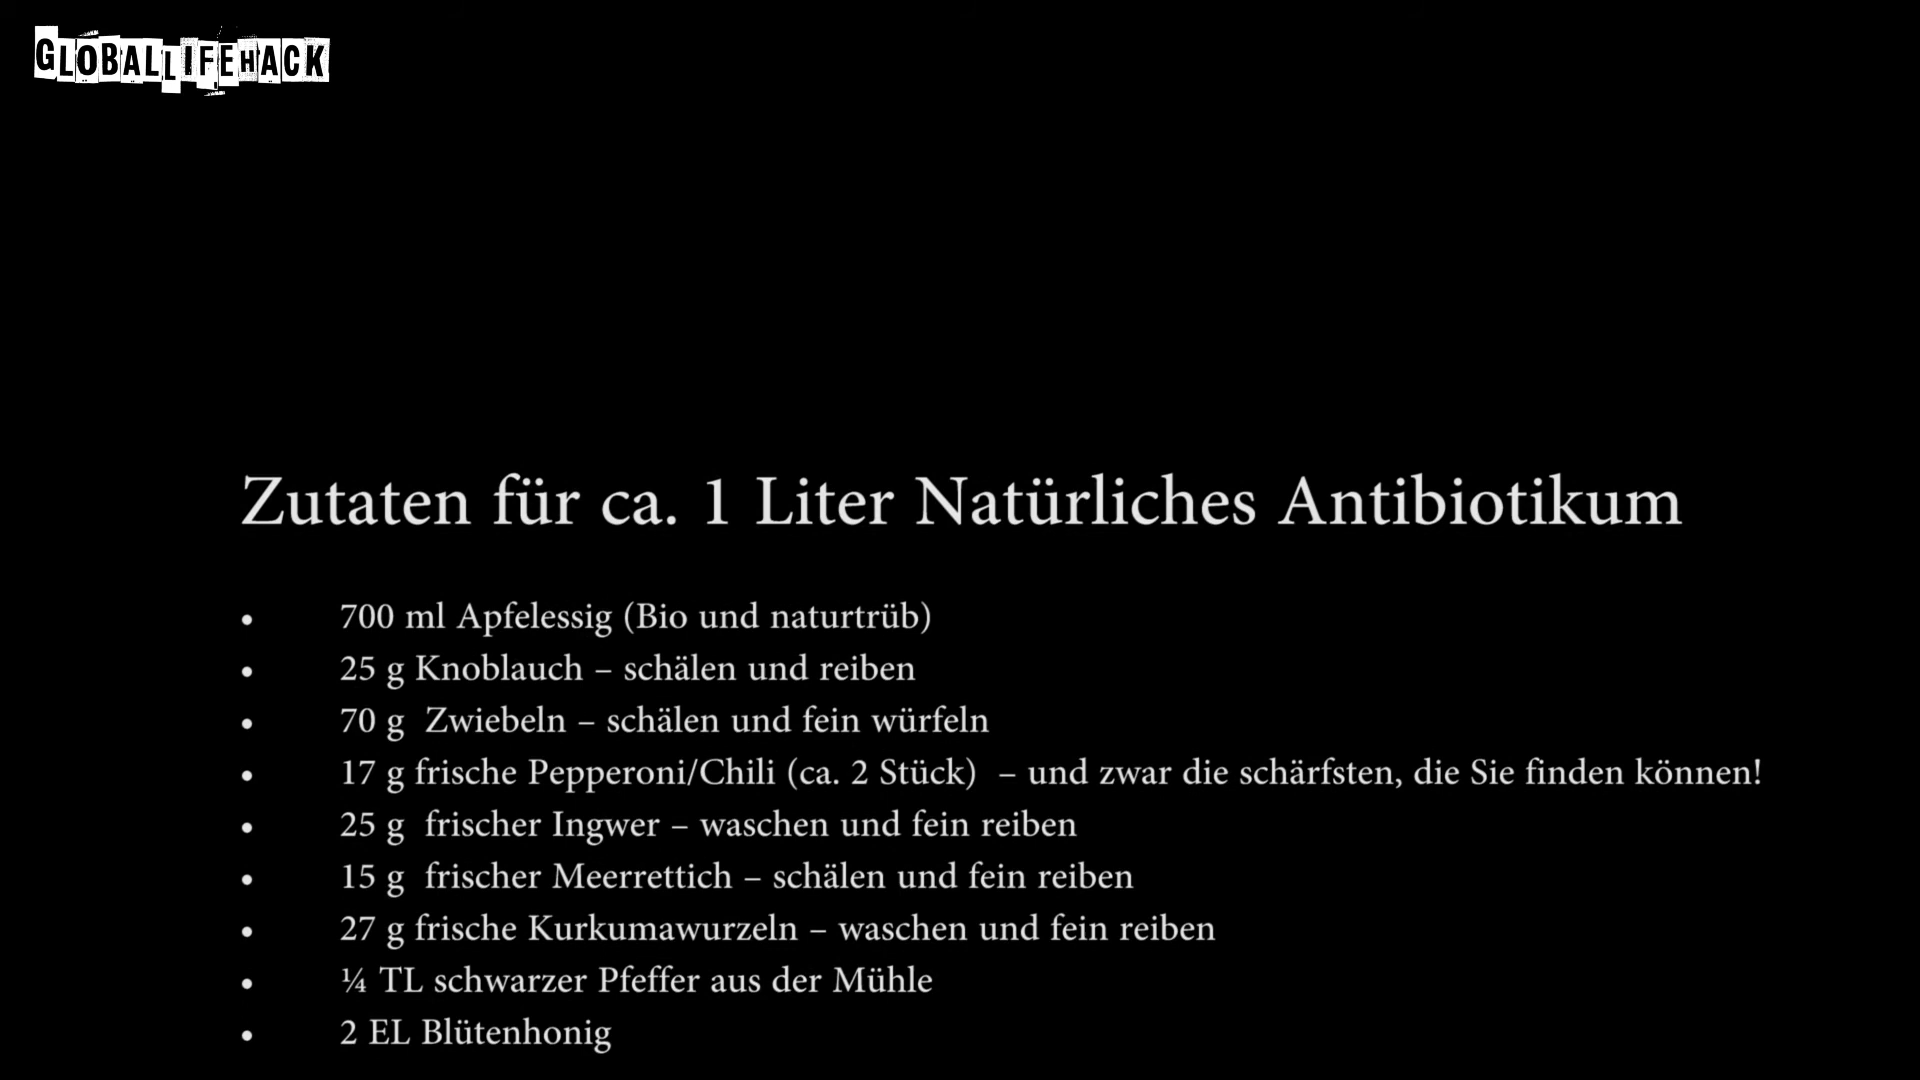 GLOBALLIFEHACK
Zutaten für ca. 1 Liter Natürliches Antibiotikum
• 700 ml Apfelessig (Bio und naturtrüb)
• 25 g Knoblauch – schälen und reiben
• 70 g  Zwiebeln – schälen und fein würfeln
• 17 g frische Pepperoni/Chili (ca. 2 Stück)  – und zwar die schärfsten, die Sie finden können!
• 25 g  frischer Ingwer – waschen und fein reiben
• 15 g  frischer Meerrettich – schälen und fein reiben
• 27 g frische Kurkumawurzeln – waschen und fein reiben
• ¼ TL schwarzer Pfeffer aus der Mühle
• 2 EL Blütenhonig